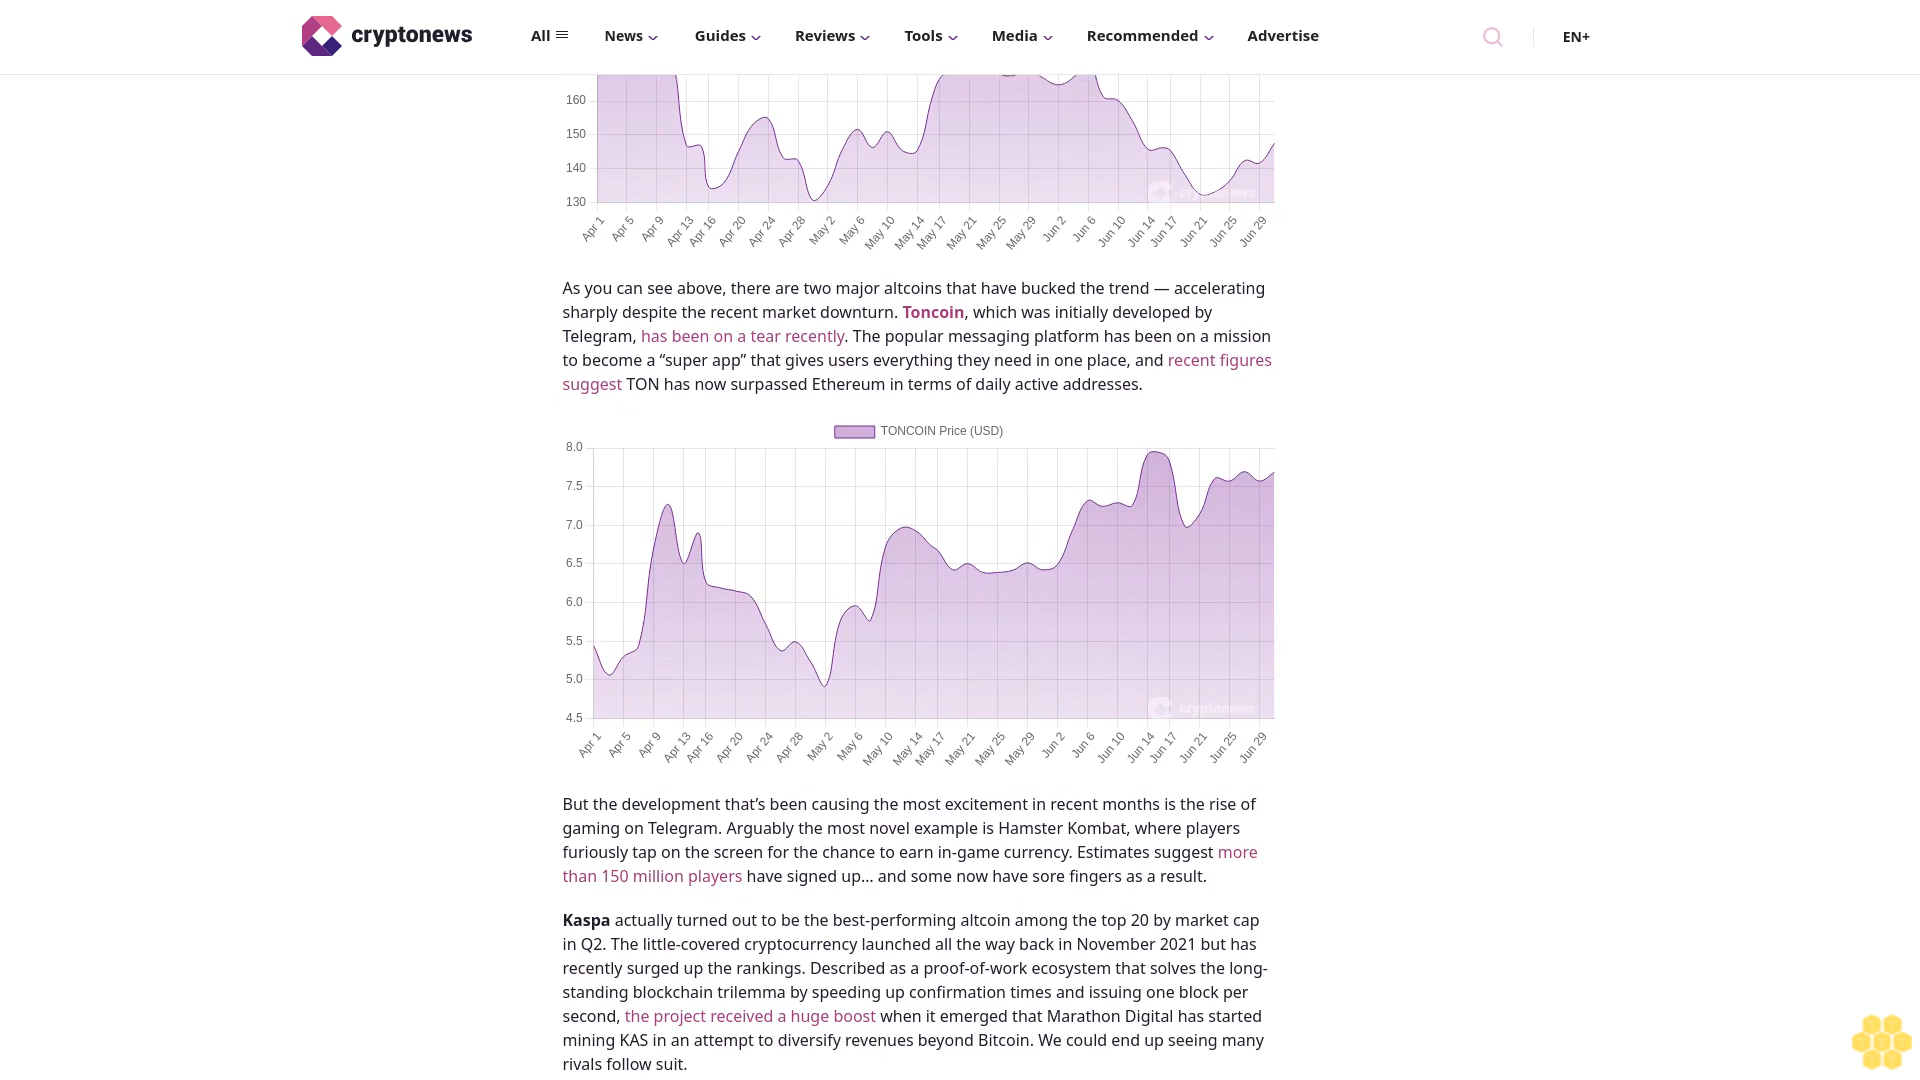 cryptonews
All
News
Guides
Reviews
Tools
Media
Recommended
Advertise
EN+
160
150
140
130
cryptonews
Apr 1
Apr 5
Apr 9
Apr 13
Apr 16
Apr 20
Apr 24
Apr 28
May 2
May 6
May 10
May 14
May 17
May 21
May 25
May 29
Jun 2
Jun 6
Jun 10
Jun 14
Jun 17
Jun 21
Jun 25
Jun 29
As you can see above, there are two major altcoins that have bucked the trend — accelerating
sharply despite the recent market downturn. Toncoin, which was initially developed by
Telegram, has been on a tear recently. The popular messaging platform has been on a mission
to become a “super app” that gives users everything they need in one place, and recent figures
suggest TON has now surpassed Ethereum in terms of daily active addresses.
TONCOIN Price (USD)
8.0
7.5
7.0
6.5
6.0
5.5
5.0
4.5
cryptonews
Apr 1
Apr 5
Apr 9
Apr 13
Apr 16
Apr 20
Apr 24
Apr 28
May 2
May 6
May 10
May 14
May 17
May 21
May 25
May 29
Jun 2
Jun 6
Jun 10
Jun 14
Jun 17
Jun 21
Jun 25
Jun 29
But the development that’s been causing the most excitement in recent months is the rise of
gaming on Telegram. Arguably the most novel example is Hamster Kombat, where players
furiously tap on the screen for the chance to earn in-game currency. Estimates suggest more
than 150 million players have signed up… and some now have sore fingers as a result.
Kaspa actually turned out to be the best-performing altcoin among the top 20 by market cap
in Q2. The little-covered cryptocurrency launched all the way back in November 2021 but has
recently surged up the rankings. Described as a proof-of-work ecosystem that solves the long-
standing blockchain trilemma by speeding up confirmation times and issuing one block per
second, the project received a huge boost when it emerged that Marathon Digital has started
mining KAS in an attempt to diversify revenues beyond Bitcoin. We could end up seeing many
rivals follow suit.